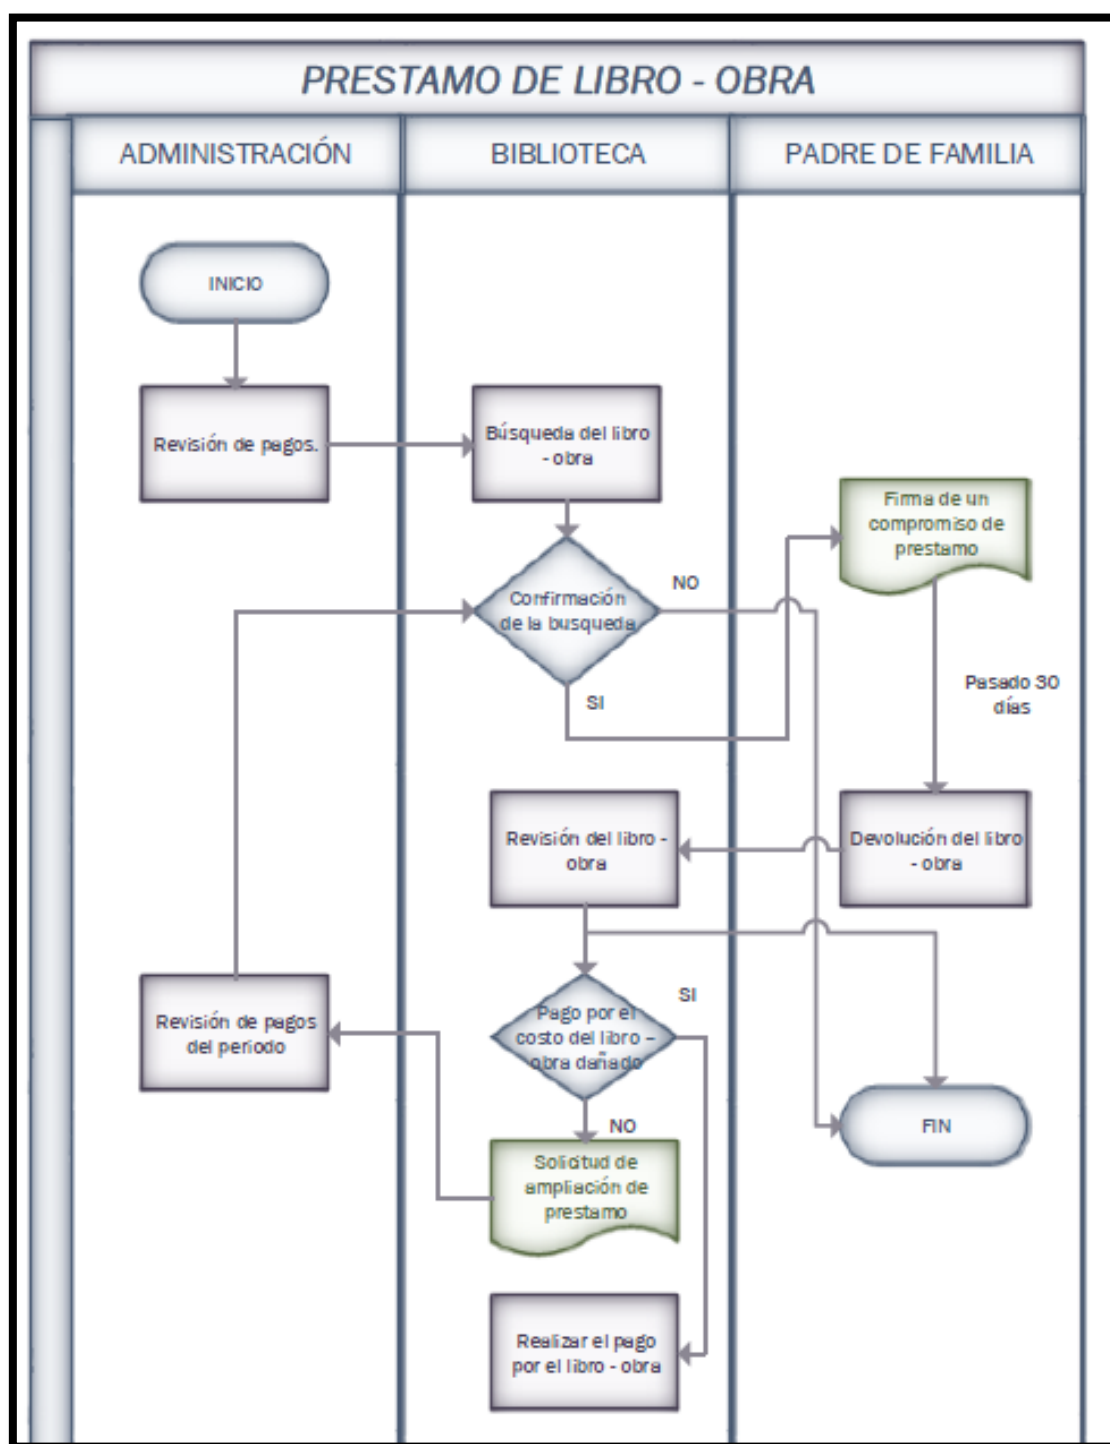 PRESTAMO DE LIBRO - OBRA
ADMINISTRACIÓN
BIBLIOTECA
PADRE DE FAMILIA
INICIO
Revisión de pagos.
Búsqueda del libro
- obra
Firma de un
compromiso de
prestamo
Confirmación
de la busqueda
NO
SI
Pasado 30
días
Revisión del libro -
obra
Devolución del libro
- obra
Revisión de pagos
del periodo
Pago por el
costo del libro –
obra dañado
SI
NO
FIN
Solicitud de
ampliación de
prestamo
Realizar el pago
por el libro - obra